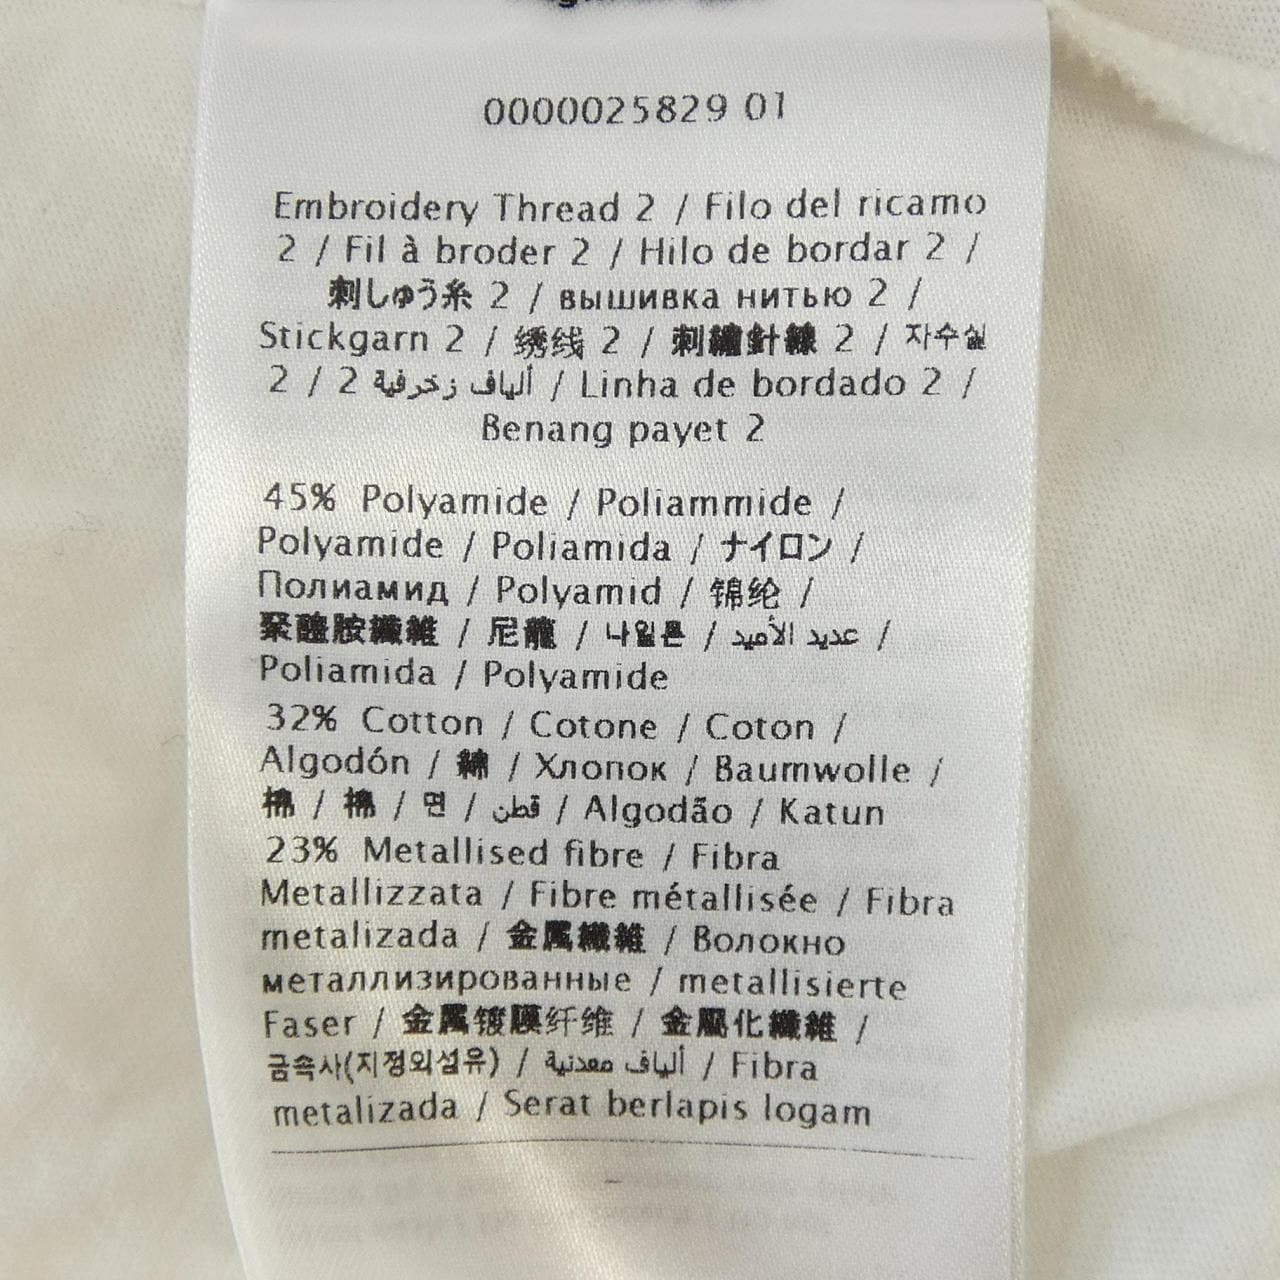 0000025829 01
Embroidery Thread 2 / Filo del ricamo
2 / Fil à broder 2 / Hilo de bordar 2 /
刺しゅう糸 2 / вышивка нитью 2 /
Stickgarn 2 / 绣线 2 / 刺繡針線 2 / 자수실
2 / 2 ألياف زخرفية / Linha de bordado 2 /
Benang payet 2
45% Polyamide / Poliammide /
Polyamide / Poliamida / ナイロン /
Полиамид / Polyamid / 锦纶 /
聚醯胺纖維 / 尼龍 / 나일론 / عديد الأميد /
Poliamida / Polyamide
32% Cotton / Cotone / Coton /
Algodón / 綿 / Хлопок / Baumwolle /
棉 / 棉 / 면 / قطن / Algodão / Katun
23% Metallised fibre / Fibra
Metallizzata / Fibre métallisée / Fibra
metalizada / 金属繊維 / Волокно
металлизированные / metallisierte
Faser / 金属镀膜纤维 / 金屬化纖維 /
금속사(지정외섬유) / ألياف معدنية / Fibra
metalizada / Serat berlapis logam